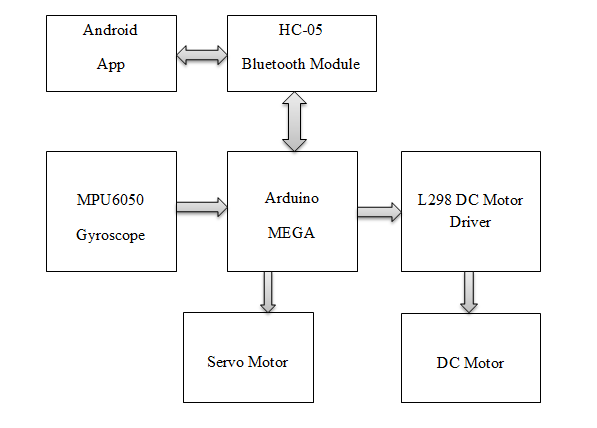 Android
App
HC-05
Bluetooth Module
MPU6050
Gyroscope
Arduino
MEGA
L298 DC Motor
Driver
Servo Motor
DC Motor